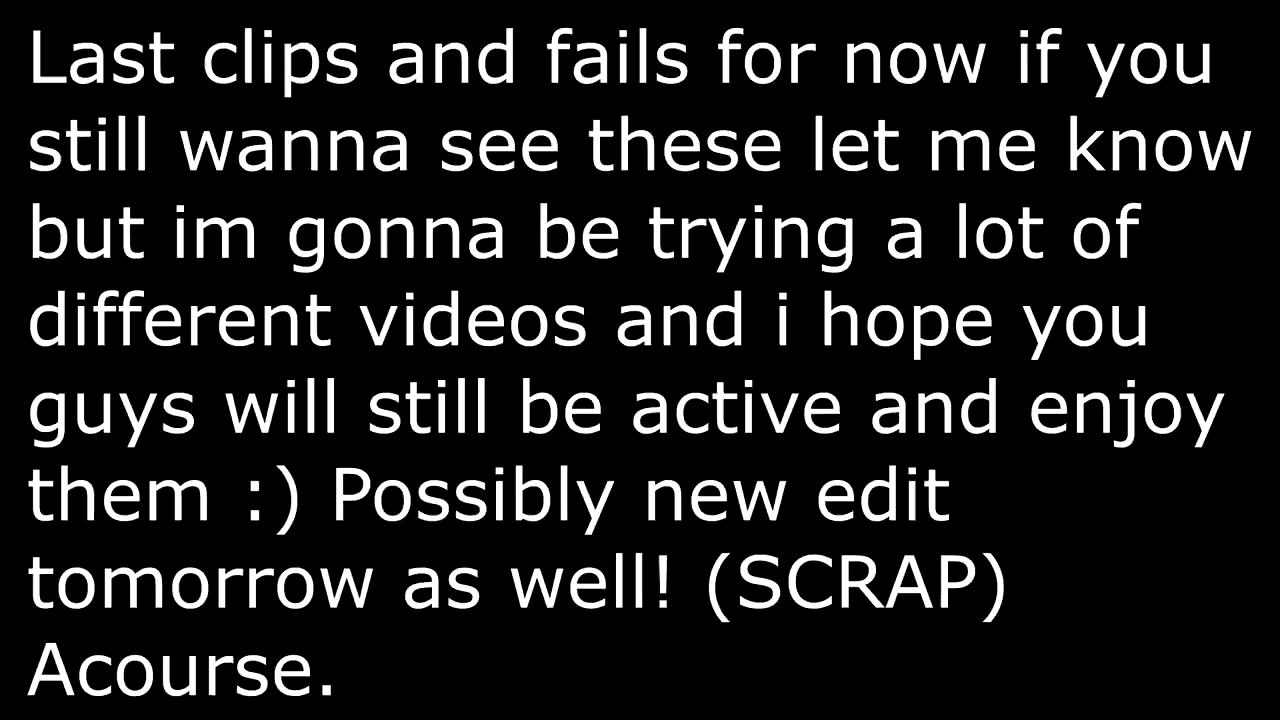 Last clips and fails for now if you
still wanna see these let me know
but im gonna be trying a lot of
different videos and i hope you
guys will still be active and enjoy
them :) Possibly new edit
tomorrow as well! (SCRAP)
Acourse.